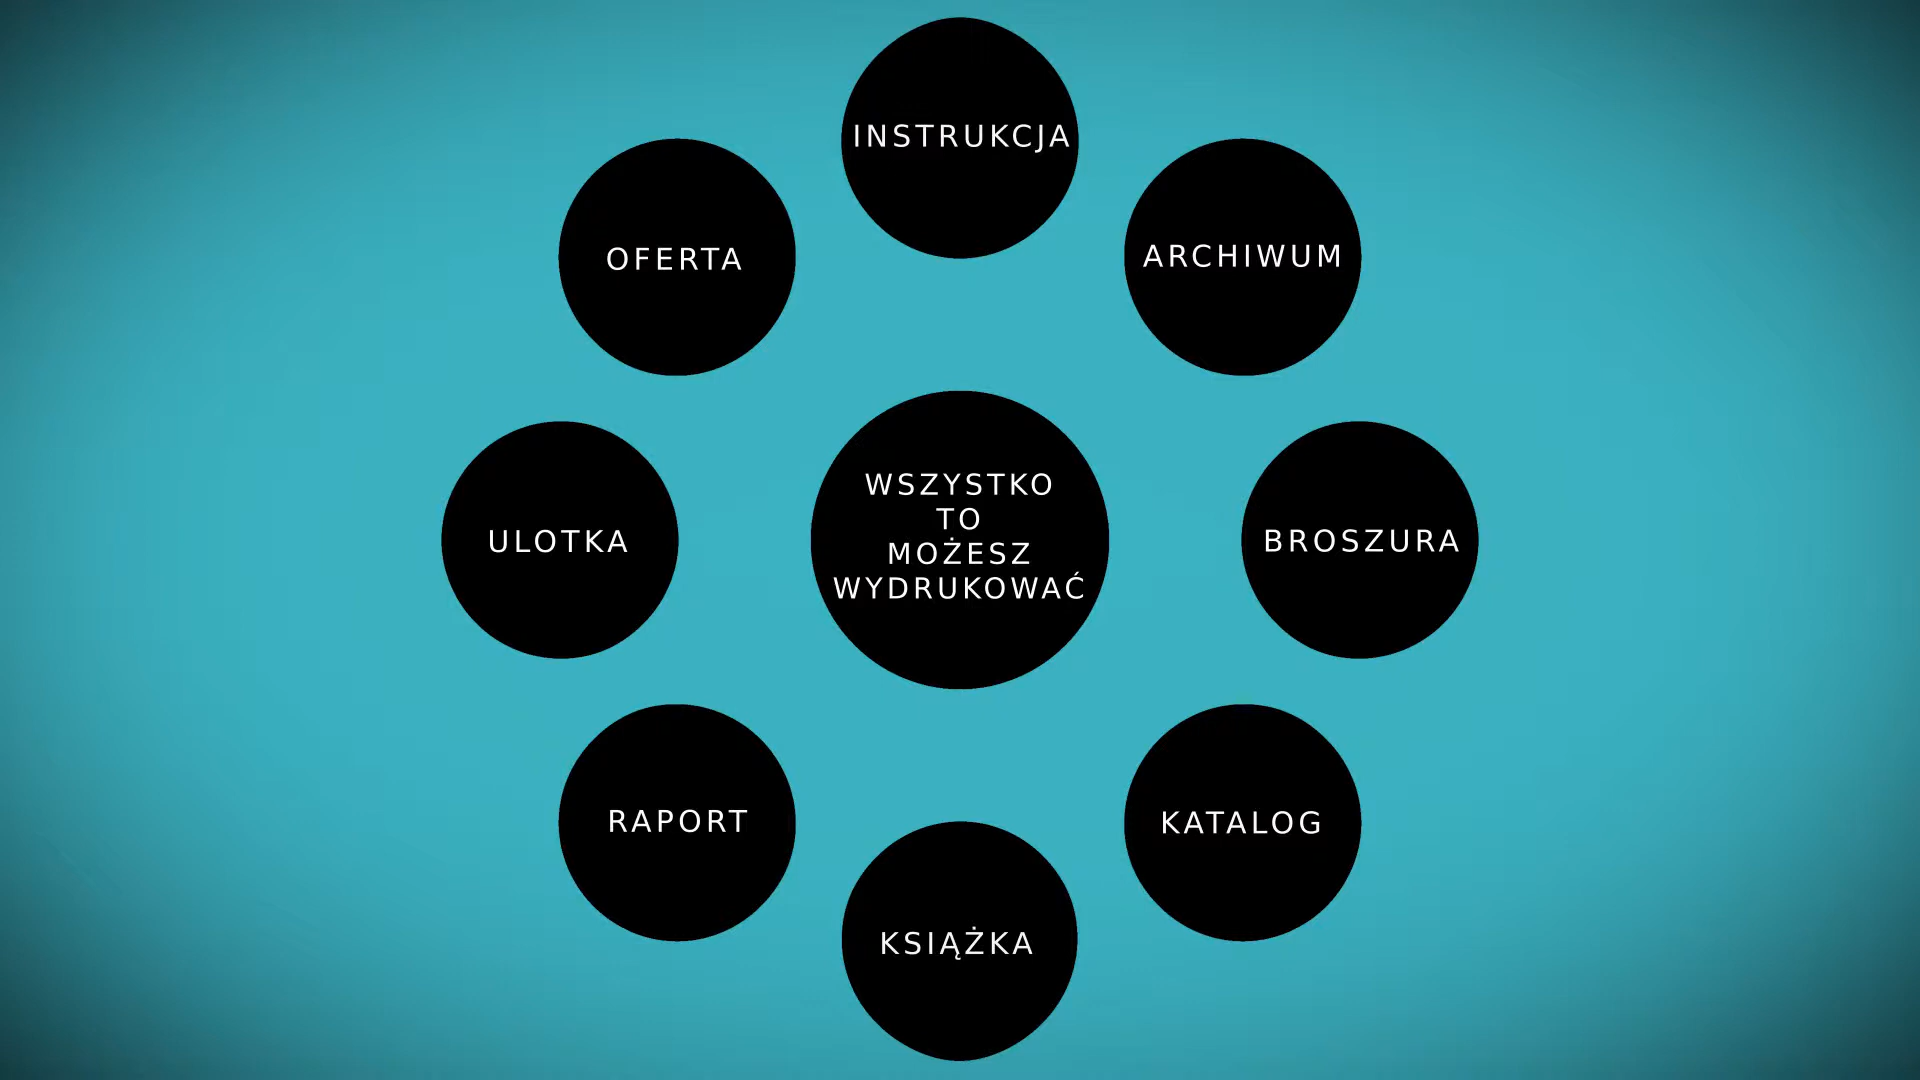 INSTRUKCJA
OFERTA
ARCHIWUM
WSZYSTKO
TO
MOŻESZ
WYDRUKOWAĆ
ULOTKA
BROSZURA
RAPORT
KATALOG
KSIĄŻKA